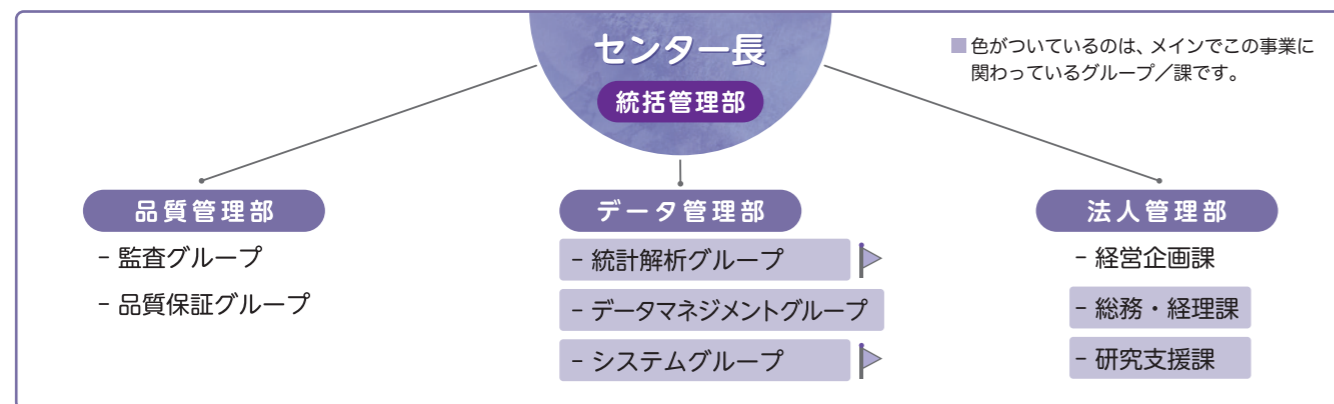 センター長
統括管理部
■色がついているのは、メインでこの事業に
関わっているグループ／課です。
品質管理部
- 監査グループ
- 品質保証グループ
データ管理部
- 統計解析グループ
- データマネジメントグループ
- システムグループ
法人管理部
- 経営企画課
- 総務・経理課
- 研究支援課